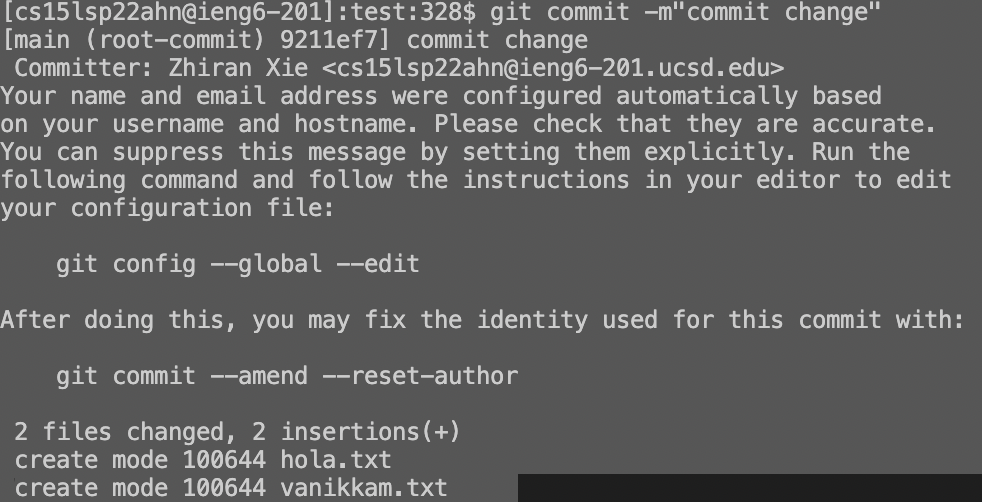 [cs15lsp22ahn@ieng6-201]:test:328$ git commit -m"commit change"
[main (root-commit) 9211ef7] commit change
 Committer: Zhiran Xie <cs15lsp22ahn@ieng6-201.ucsd.edu>
Your name and email address were configured automatically based
on your username and hostname. Please check that they are accurate.
You can suppress this message by setting them explicitly. Run the
following command and follow the instructions in your editor to edit
your configuration file:

    git config --global --edit

After doing this, you may fix the identity used for this commit with:

    git commit --amend --reset-author

 2 files changed, 2 insertions(+)
 create mode 100644 hola.txt
 create mode 100644 vanikkam.txt